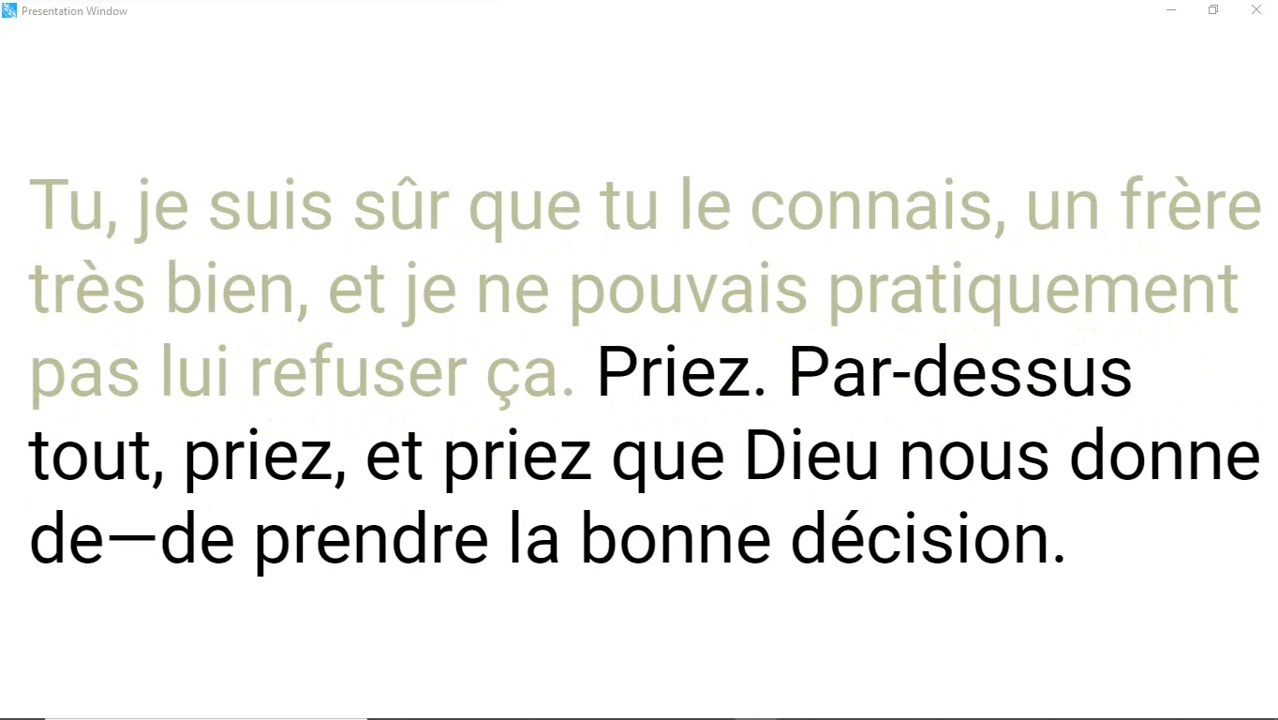 Presentation Window
Tu, je suis sûr que tu le connais, un frère
très bien, et je ne pouvais pratiquement
pas lui refuser ça. Priez. Par-dessus
tout, priez, et priez que Dieu nous donne
de—de prendre la bonne décision.